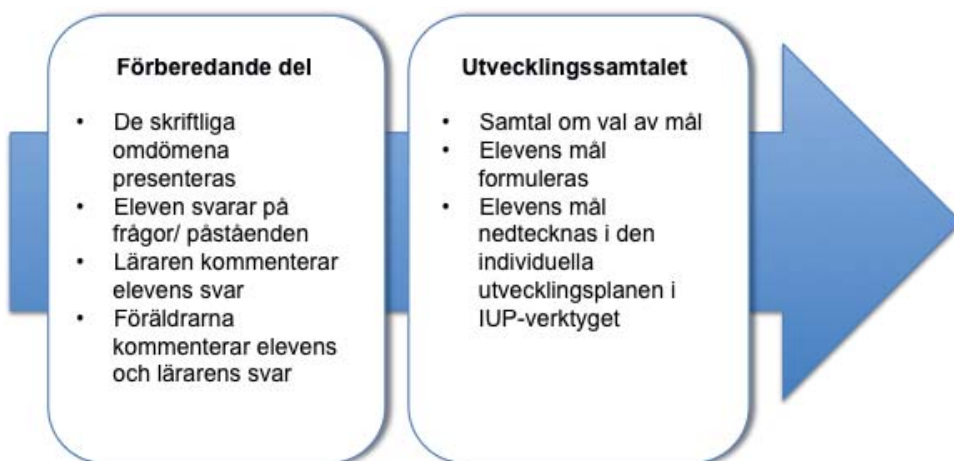 Förberedande del
• De skriftliga
omdömena
presenteras
• Eleven svarar på
frågor/ påståenden
• Läraren kommenterar
elevens svar
• Föräldrarna
kommenterar elevens
och lärarens svar
Utvecklingssamtalet
• Samtal om val av mål
• Elevens mål
formuleras
• Elevens mål
nedtecknas i den
individuella
utvecklingsplanen i
IUP-verktyget